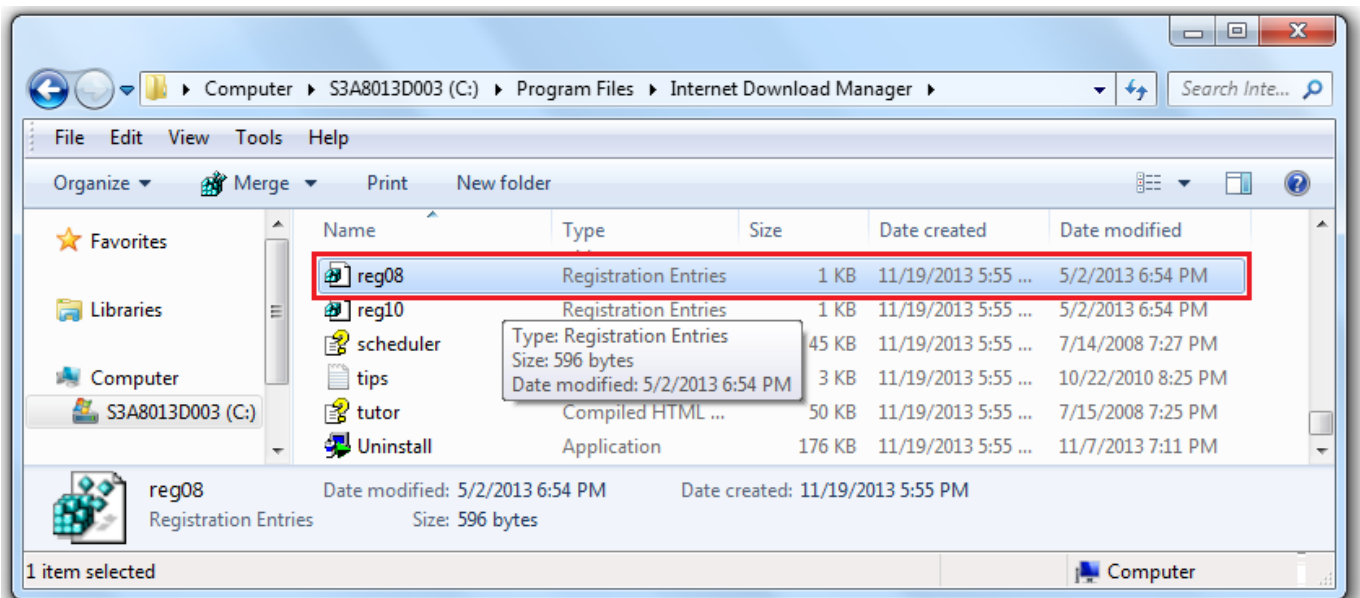 Computer ▸ S3A8013D003 (C:) ▸ Program Files ▸ Internet Download Manager ▸ Search Inte...
File Edit View Tools Help
Organize Merge Print New folder
Favorites
Libraries
Computer
S3A8013D003 (C:)
Name Type Size Date created Date modified
reg08 Registration Entries 1 KB 11/19/2013 5:55 ... 5/2/2013 6:54 PM
reg10 Registration Entries 1 KB 11/19/2013 5:55 ... 5/2/2013 6:54 PM
scheduler 45 KB 11/19/2013 5:55 ... 7/14/2008 7:27 PM
tips 3 KB 11/19/2013 5:55 ... 10/22/2010 8:25 PM
tutor Compiled HTML ... 50 KB 11/19/2013 5:55 ... 7/15/2008 7:25 PM
Uninstall Application 176 KB 11/19/2013 5:55 ... 11/7/2013 7:11 PM
Type: Registration Entries
Size: 596 bytes
Date modified: 5/2/2013 6:54 PM
reg08 Date modified: 5/2/2013 6:54 PM Date created: 11/19/2013 5:55 PM
Registration Entries Size: 596 bytes
1 item selected Computer